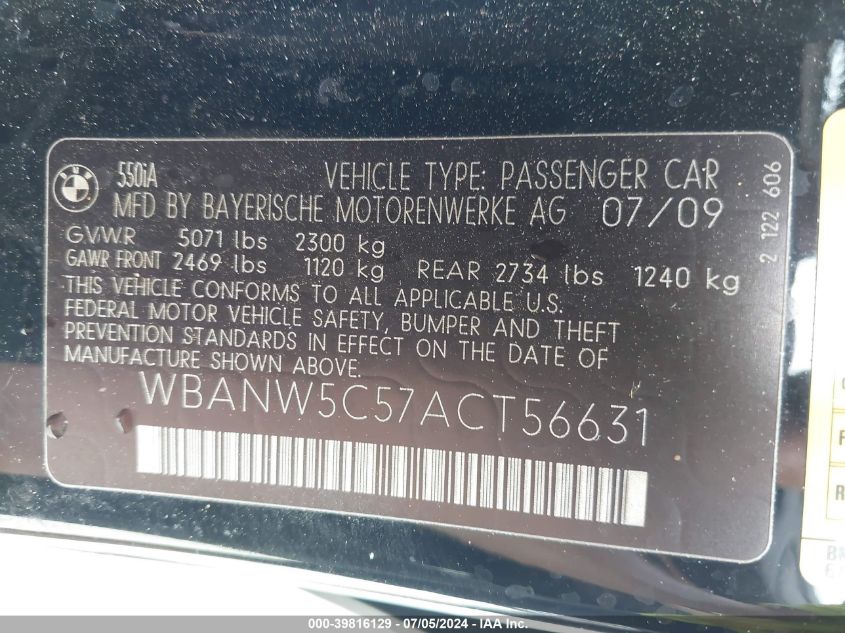 550iA
VEHICLE TYPE: PASSENGER CAR
MFD BY BAYERISCHE MOTORENWERKE AG 07/09
GVWR 5071 lbs 2300 kg
GAWR FRONT 2469 lbs 1120 kg REAR 2734 lbs 1240 kg
THIS VEHICLE CONFORMS TO ALL APPLICABLE U.S.
FEDERAL MOTOR VEHICLE SAFETY, BUMPER AND THEFT
PREVENTION STANDARDS IN EFFECT ON THE DATE OF
MANUFACTURE SHOWN ABOVE.
WBANW5C57ACT56631
2 122 606
000-39816129 - 07/05/2024 - IAA Inc.